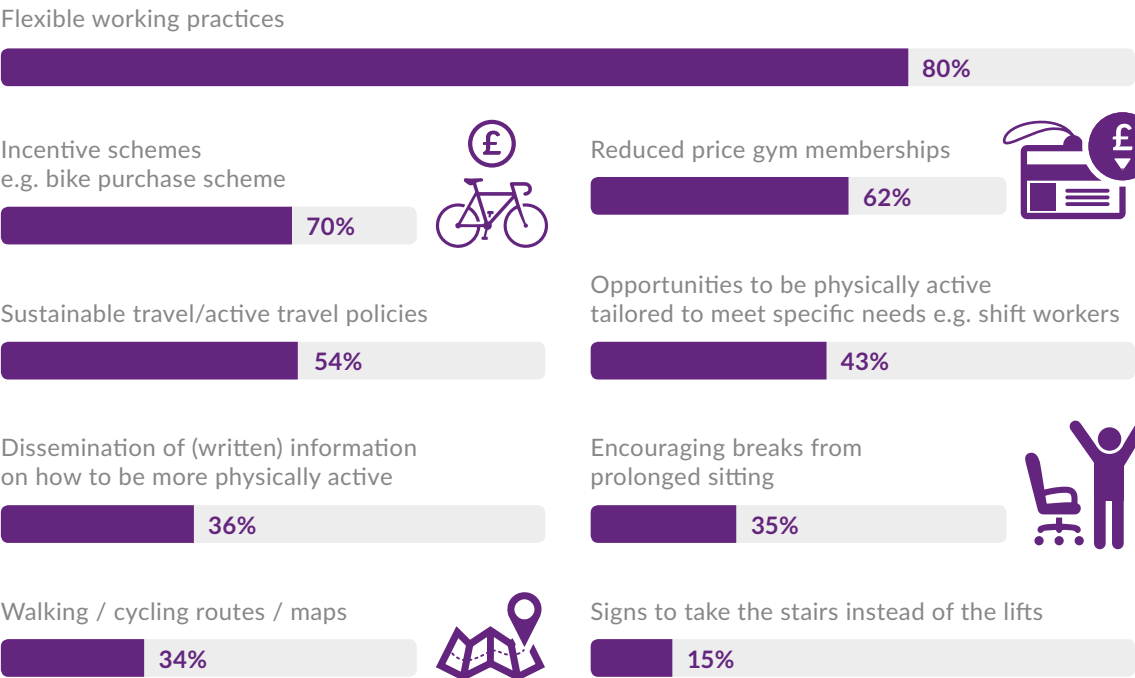 Flexible working practices
80%
£
Incentive schemes
e.g. bike purchase scheme
70%
£
Reduced price gym memberships
62%
Sustainable travel/active travel policies
54%
Opportunities to be physically active
tailored to meet specific needs e.g. shift workers
43%
Dissemination of (written) information
on how to be more physically active
36%
Encouraging breaks from
prolonged sitting
35%
Walking / cycling routes / maps
34%
Signs to take the stairs instead of the lifts
15%